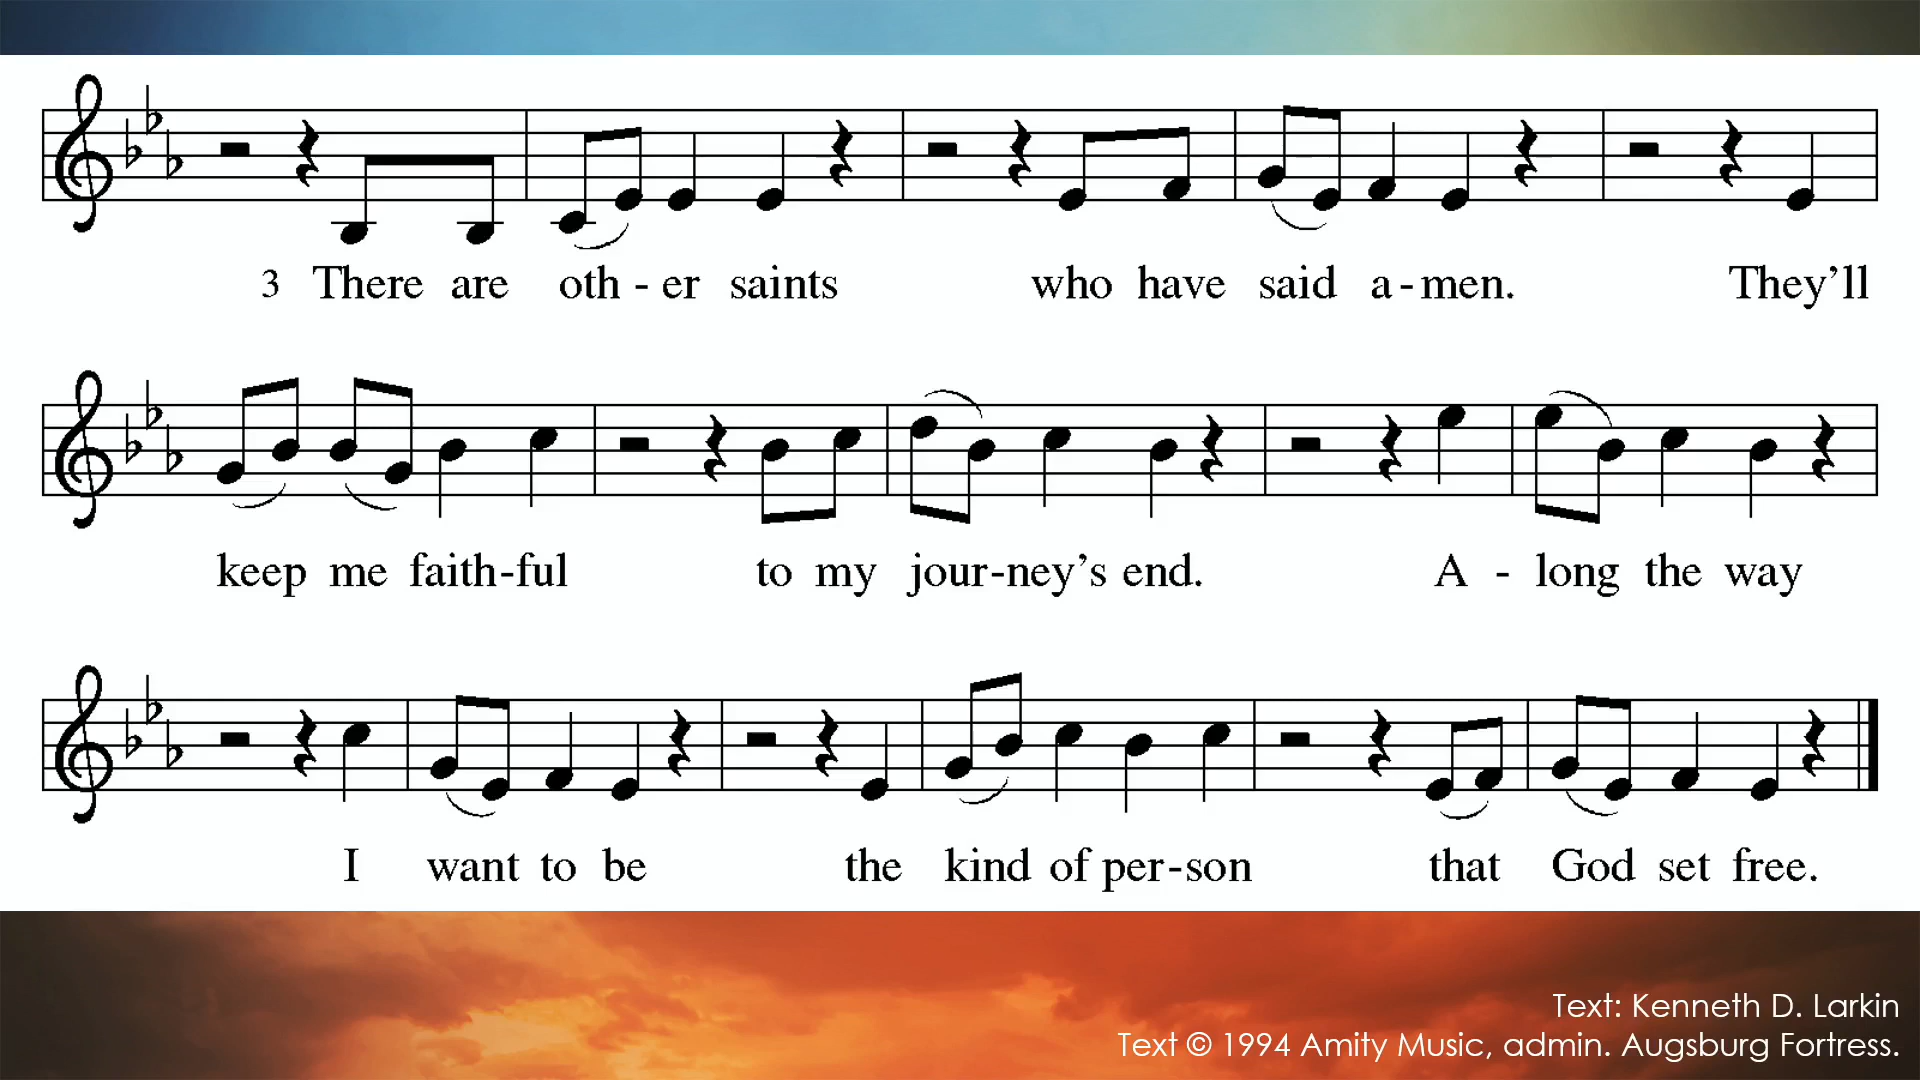 3 There are oth - er saints who have said a - men. They'll
keep me faith - ful to my jour - ney's end. A - long the way
I want to be the kind of per - son that God set free.
Text: Kenneth D. Larkin
Text © 1994 Amity Music, admin. Augsburg Fortress.